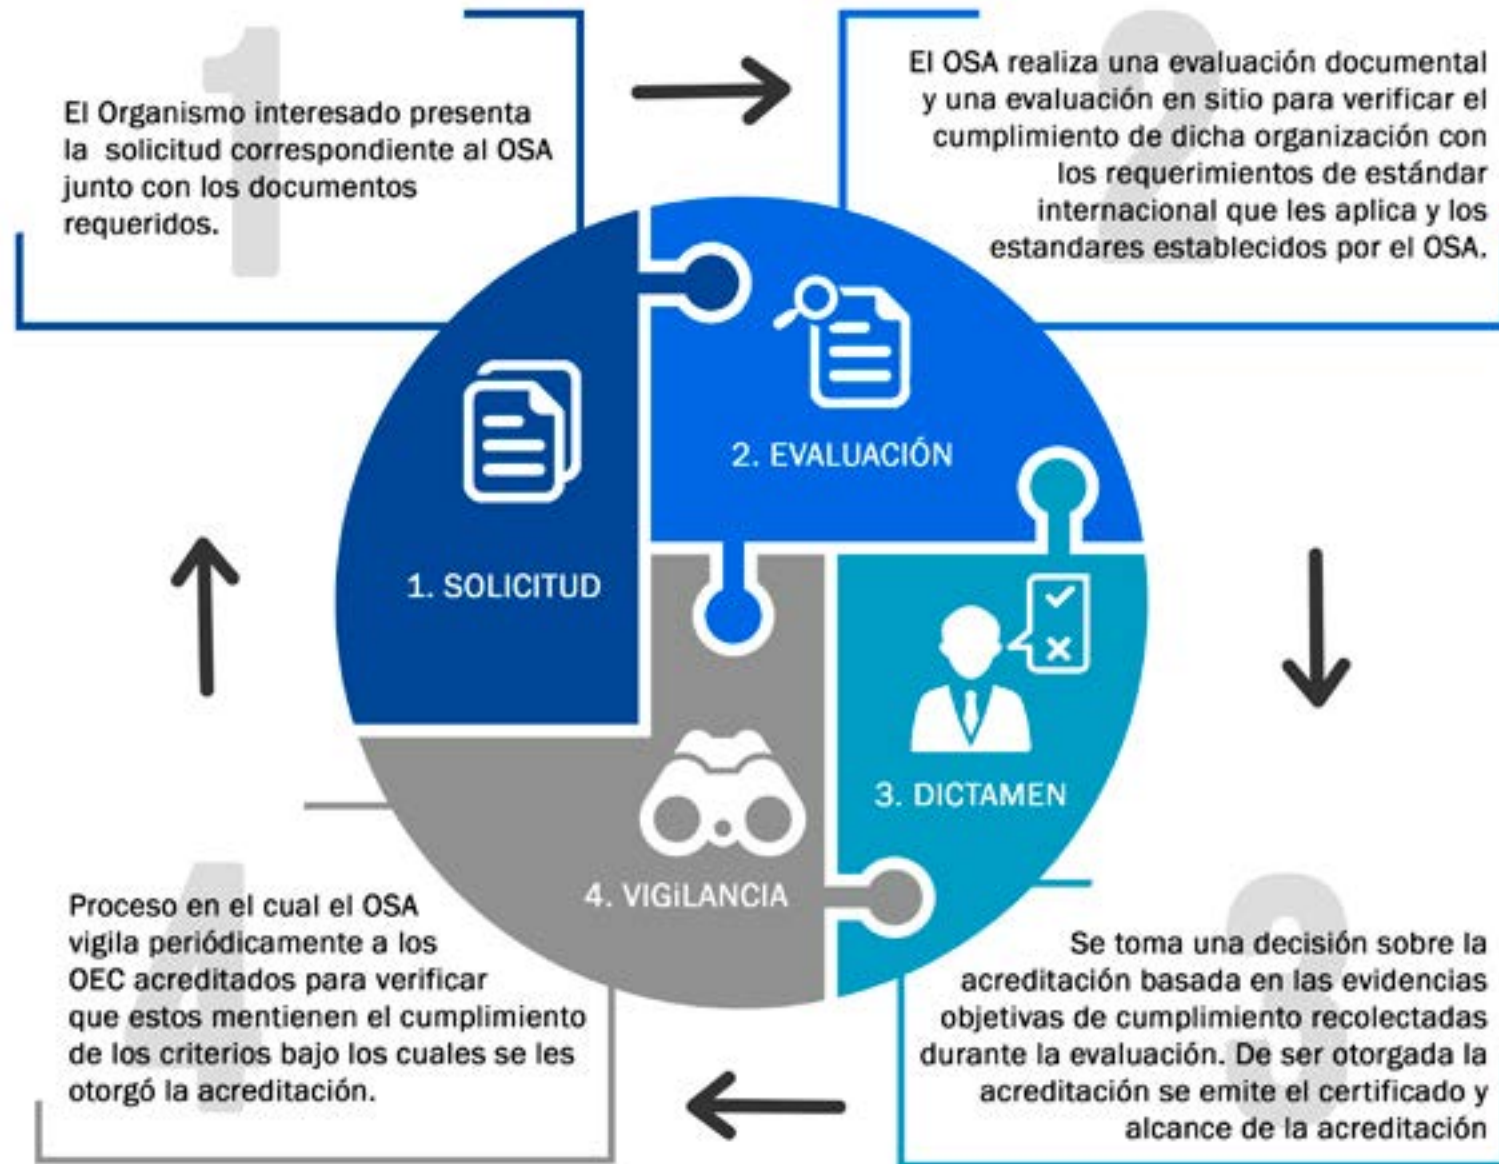 1
El Organismo interesado presenta
la solicitud correspondiente al OSA
junto con los documentos
requeridos.
2
El OSA realiza una evaluación documental
y una evaluación en sitio para verificar el
cumplimiento de dicha organización con
los requerimientos de estándar
internacional que les aplica y los
estandares establecidos por el OSA.
1. SOLICITUD
2. EVALUACIÓN
3. DICTAMEN
4. VIGiLANCIA
3
Se toma una decisión sobre la
acreditación basada en las evidencias
objetivas de cumplimiento recolectadas
durante la evaluación. De ser otorgada la
acreditación se emite el certificado y
alcance de la acreditación
4
Proceso en el cual el OSA
vigila periódicamente a los
OEC acreditados para verificar
que estos mentienen el cumplimiento
de los criterios bajo los cuales se les
otorgó la acreditación.